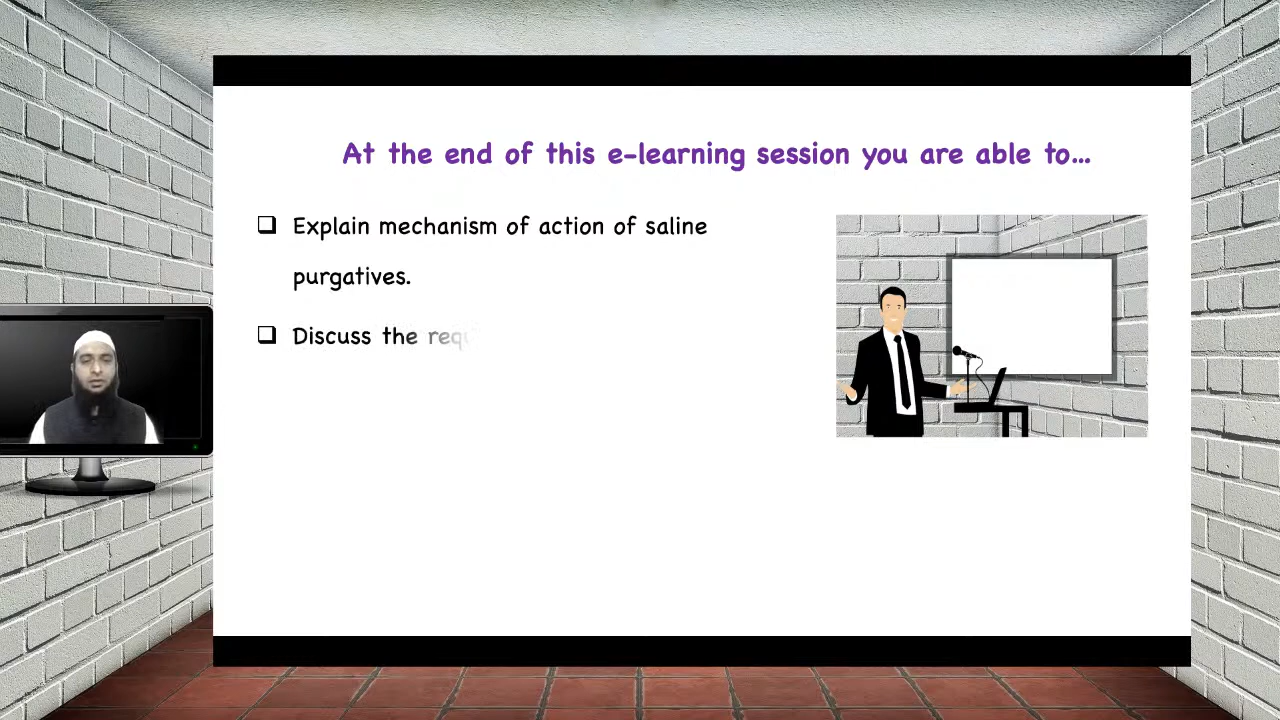 At the end of this e-learning session you are able to...
Explain mechanism of action of saline
purgatives.
Discuss the